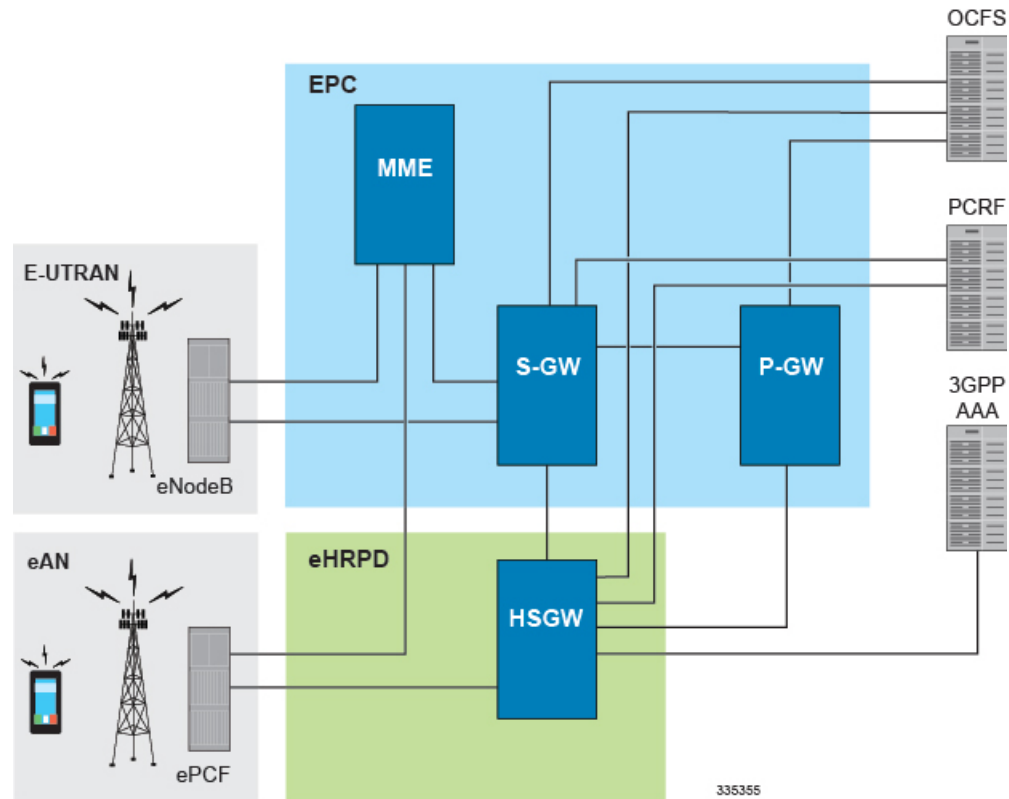 OCFS
EPC
MME
PCRF
E-UTRAN
S-GW
P-GW
3GPP
AAA
eNodeB
eAN
eHRPD
HSGW
ePCF
335355